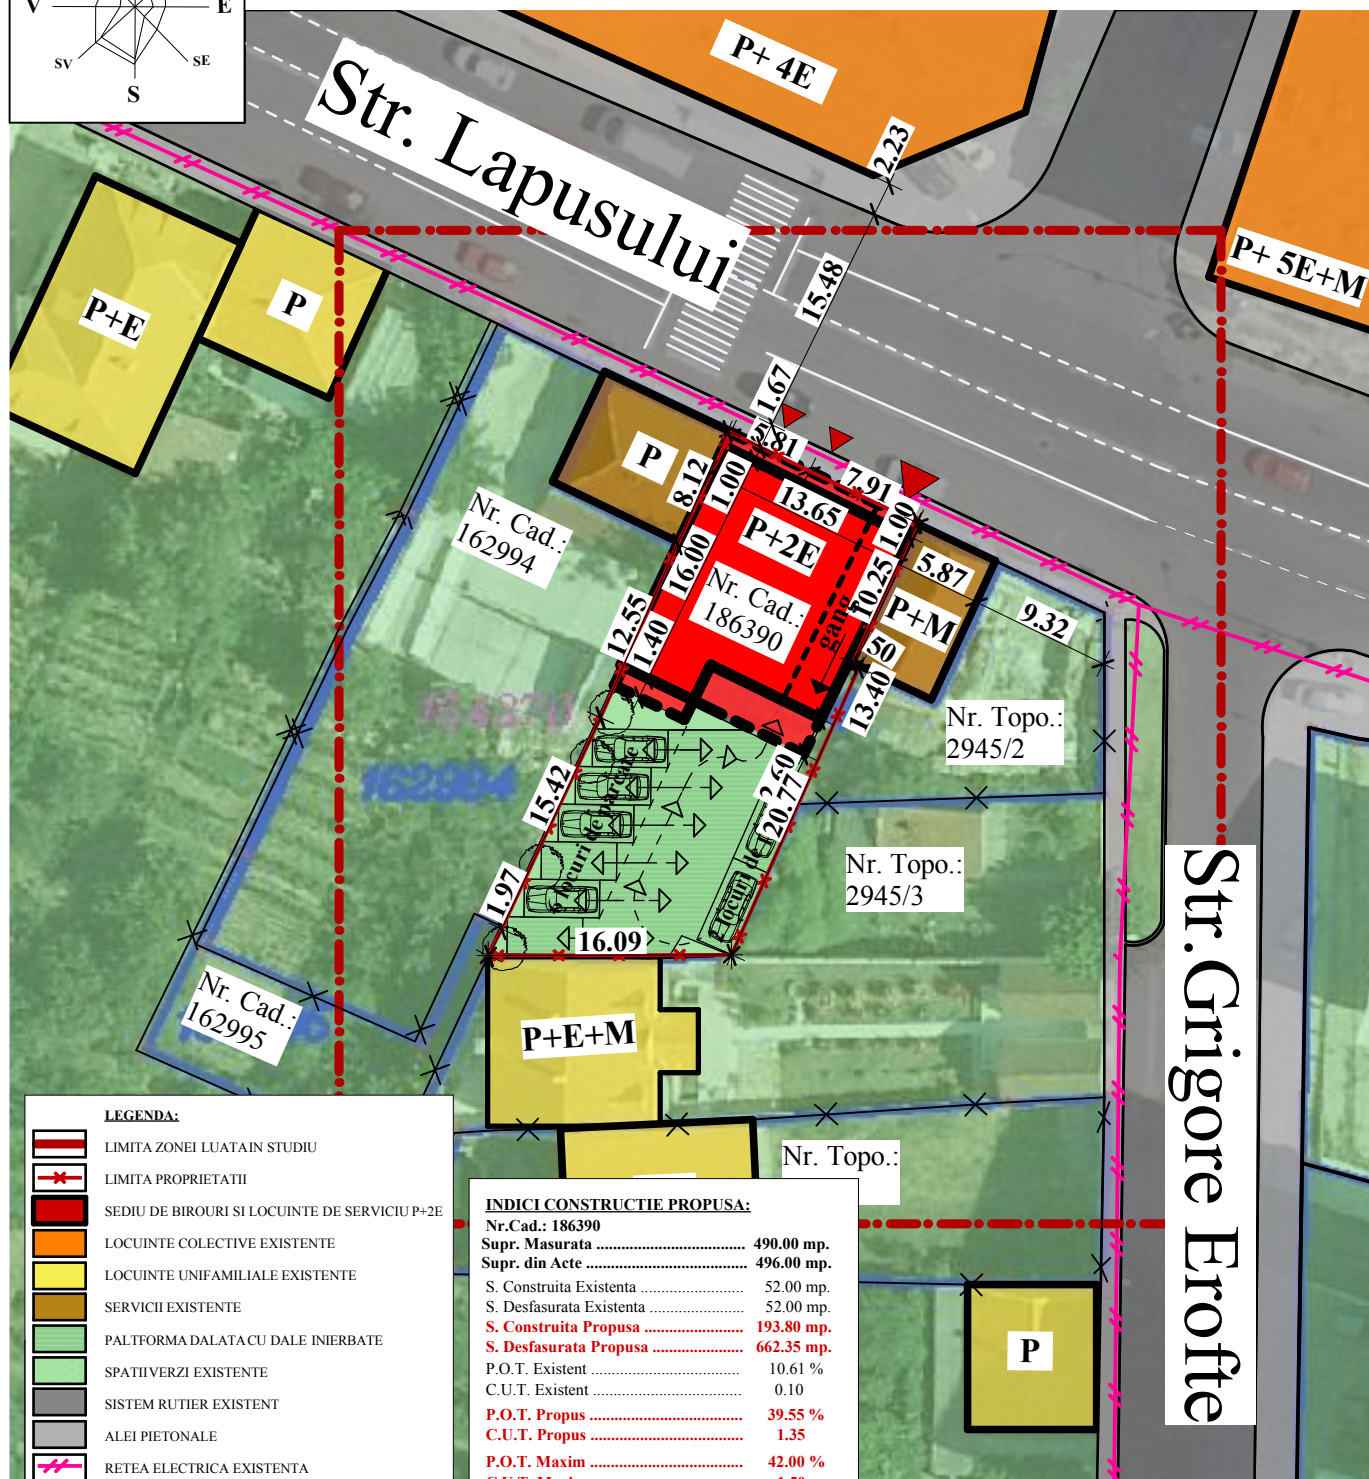 V
E
SV
SE
S
P+ 4E
Str. Lapusului
2.23
P+ 5E+M
15.48
P+E
P
1.67
5.81
7.91
P
8.12
1.00
13.65
1.00
P+2E
5.87
Nr. Cad.:
162994
16.00
Nr. Cad.:
186390
10.25
gang
P+M
9.32
12.55
1.40
50
13.40
Nr. Topo.:
2945/2
162994
15.42
locuri de parcare
2.60
20.77
locuri de
Nr. Topo.:
2945/3
1.97
16.09
Nr. Cad.:
162995
P+E+M
Str.Grigore Erofte
Nr. Topo.:
P
LEGENDA:
LIMITA ZONEI LUATA IN STUDIU
LIMITA PROPRIETATII
SEDIU DE BIROURI SI LOCUINTE DE SERVICIU P+2E
LOCUINTE COLECTIVE EXISTENTE
LOCUINTE UNIFAMILIALE EXISTENTE
SERVICII EXISTENTE
PALTFORMA DALATA CU DALE INIERBATE
SPATII VERZI EXISTENTE
SISTEM RUTIER EXISTENT
ALEI PIETONALE
RETEA ELECTRICA EXISTENTA
INDICI CONSTRUCTIE PROPUSA:
Nr.Cad.: 186390
Supr. Masurata .................................... 490.00 mp.
Supr. din Acte ....................................... 496.00 mp.
S. Construita Existenta ......................... 52.00 mp.
S. Desfasurata Existenta ....................... 52.00 mp.
S. Construita Propusa ........................ 193.80 mp.
S. Desfasurata Propusa ...................... 662.35 mp.
P.O.T. Existent .................................... 10.61 %
C.U.T. Existent .................................... 0.10
P.O.T. Propus ..................................... 39.55 %
C.U.T. Propus ..................................... 1.35
P.O.T. Maxim ...................................... 42.00 %